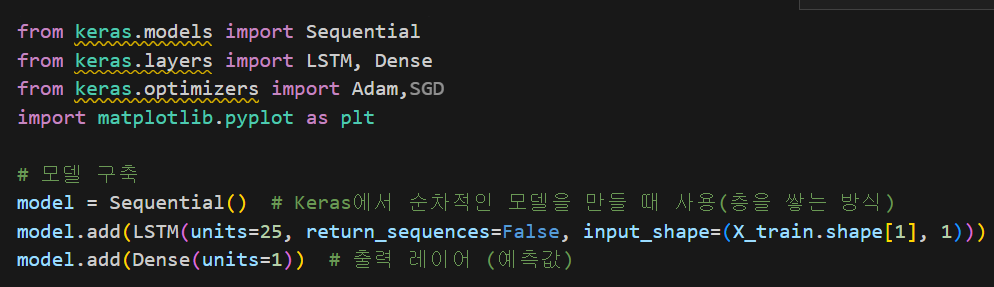 from keras.models import Sequential
from keras.layers import LSTM, Dense
from keras.optimizers import Adam,SGD
import matplotlib.pyplot as plt
# 모델 구축
model = Sequential()  # Keras에서 순차적인 모델을 만들 때 사용(층을 쌓는 방식)
model.add(LSTM(units=25, return_sequences=False, input_shape=(X_train.shape[1], 1)))
model.add(Dense(units=1))  # 출력 레이어 (예측값)